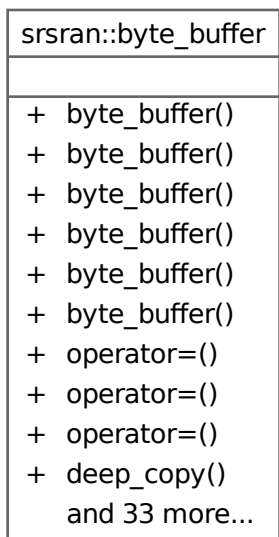 srsran::byte_buffer
+ byte_buffer()
+ byte_buffer()
+ byte_buffer()
+ byte_buffer()
+ byte_buffer()
+ byte_buffer()
+ operator=()
+ operator=()
+ operator=()
+ deep_copy()
and 33 more...